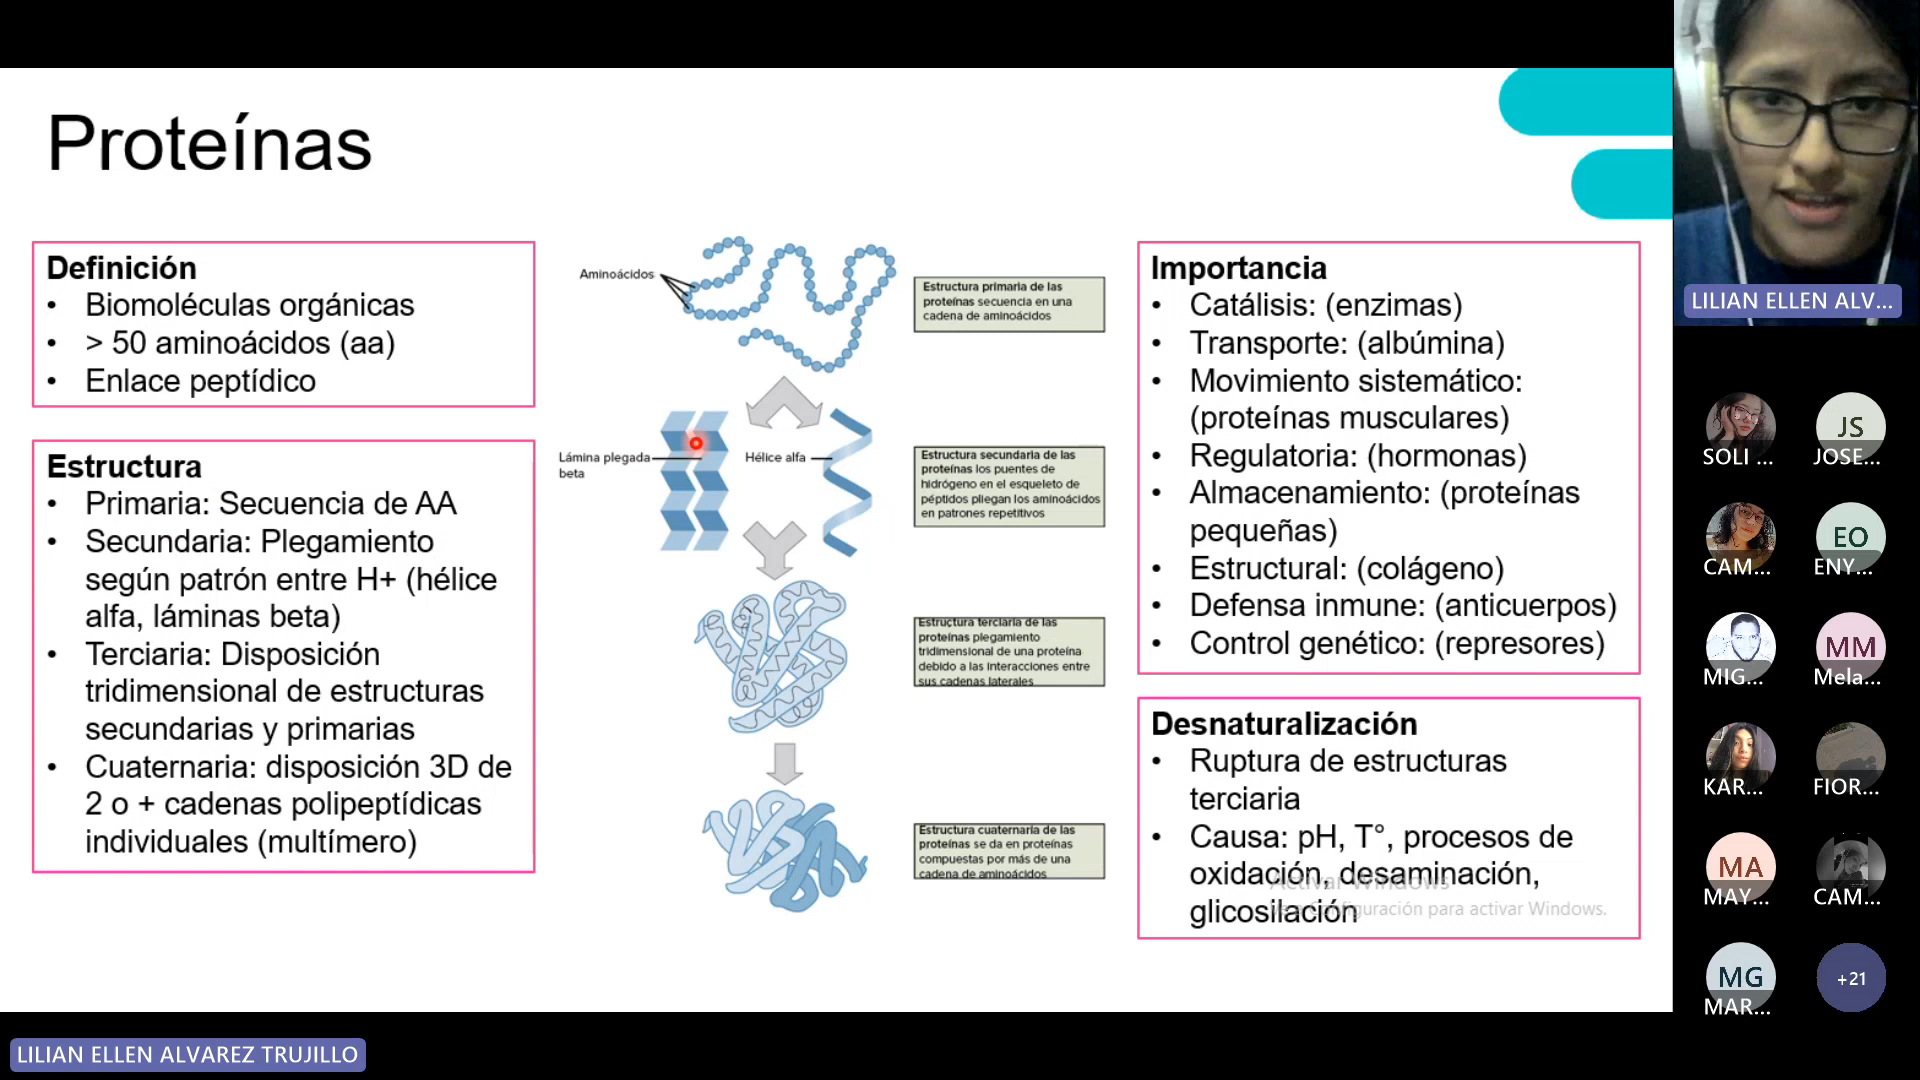 Proteínas
Definición
• Biomoléculas orgánicas
• > 50 aminoácidos (aa)
• Enlace peptídico
Estructura
• Primaria: Secuencia de AA
• Secundaria: Plegamiento
según patrón entre H+ (hélice
alfa, láminas beta)
• Terciaria: Disposición
tridimensional de estructuras
secundarias y primarias
• Cuaternaria: disposición 3D de
2 o + cadenas polipeptídicas
individuales (multímero)
Aminoácidos
Lámina plegada
beta
Hélice alfa
Estructura primaria de las
proteínas secuencia en una
cadena de aminoácidos
Estructura secundaria de las
proteínas los puentes de
hidrógeno en el esqueleto de
péptidos pliegan los aminoácidos
en patrones repetitivos
Estructura terciaria de las
proteínas plegamiento
tridimensional de una proteína
debido a las interacciones entre
sus cadenas laterales
Estructura cuaternaria de las
proteínas se da en proteínas
compuestas por más de una
cadena de aminoácidos
Importancia
• Catálisis: (enzimas)
• Transporte: (albúmina)
• Movimiento sistemático:
(proteínas musculares)
• Regulatoria: (hormonas)
• Almacenamiento: (proteínas
pequeñas)
• Estructural: (colágeno)
• Defensa inmune: (anticuerpos)
• Control genético: (represores)
Desnaturalización
• Ruptura de estructuras
terciaria
• Causa: pH, T°, procesos de
oxidación, desaminación,
glicosilación
Activar Windows
Ve a Configuración para activar Windows.
LILIAN ELLEN ALV...
SOLI ...
JS
JOSE...
CAM...
EO
ENY...
MIG...
MM
Mela...
KAR...
FIOR...
MA
MAY...
CAM...
MG
MAR...
+21
LILIAN ELLEN ALVAREZ TRUJILLO